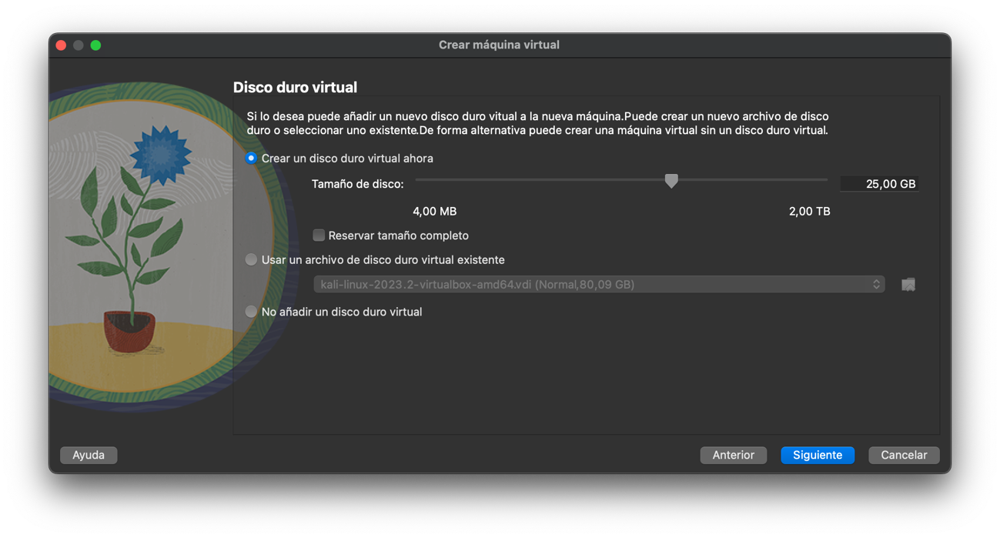 Crear máquina virtual
Disco duro virtual
Si lo desea puede añadir un nuevo disco duro vitual a la nueva máquina.Puede crear un nuevo archivo de disco
duro o seleccionar uno existente.De forma alternativa puede crear una máquina virtual sin un disco duro virtual.
Crear un disco duro virtual ahora
Tamaño de disco:
25,00 GB
4,00 MB
2,00 TB
Reservar tamaño completo
Usar un archivo de disco duro virtual existente
kali-linux-2023.2-virtualbox-amd64.vdi (Normal,80,09 GB)
No añadir un disco duro virtual
Ayuda
Anterior
Siguiente
Cancelar